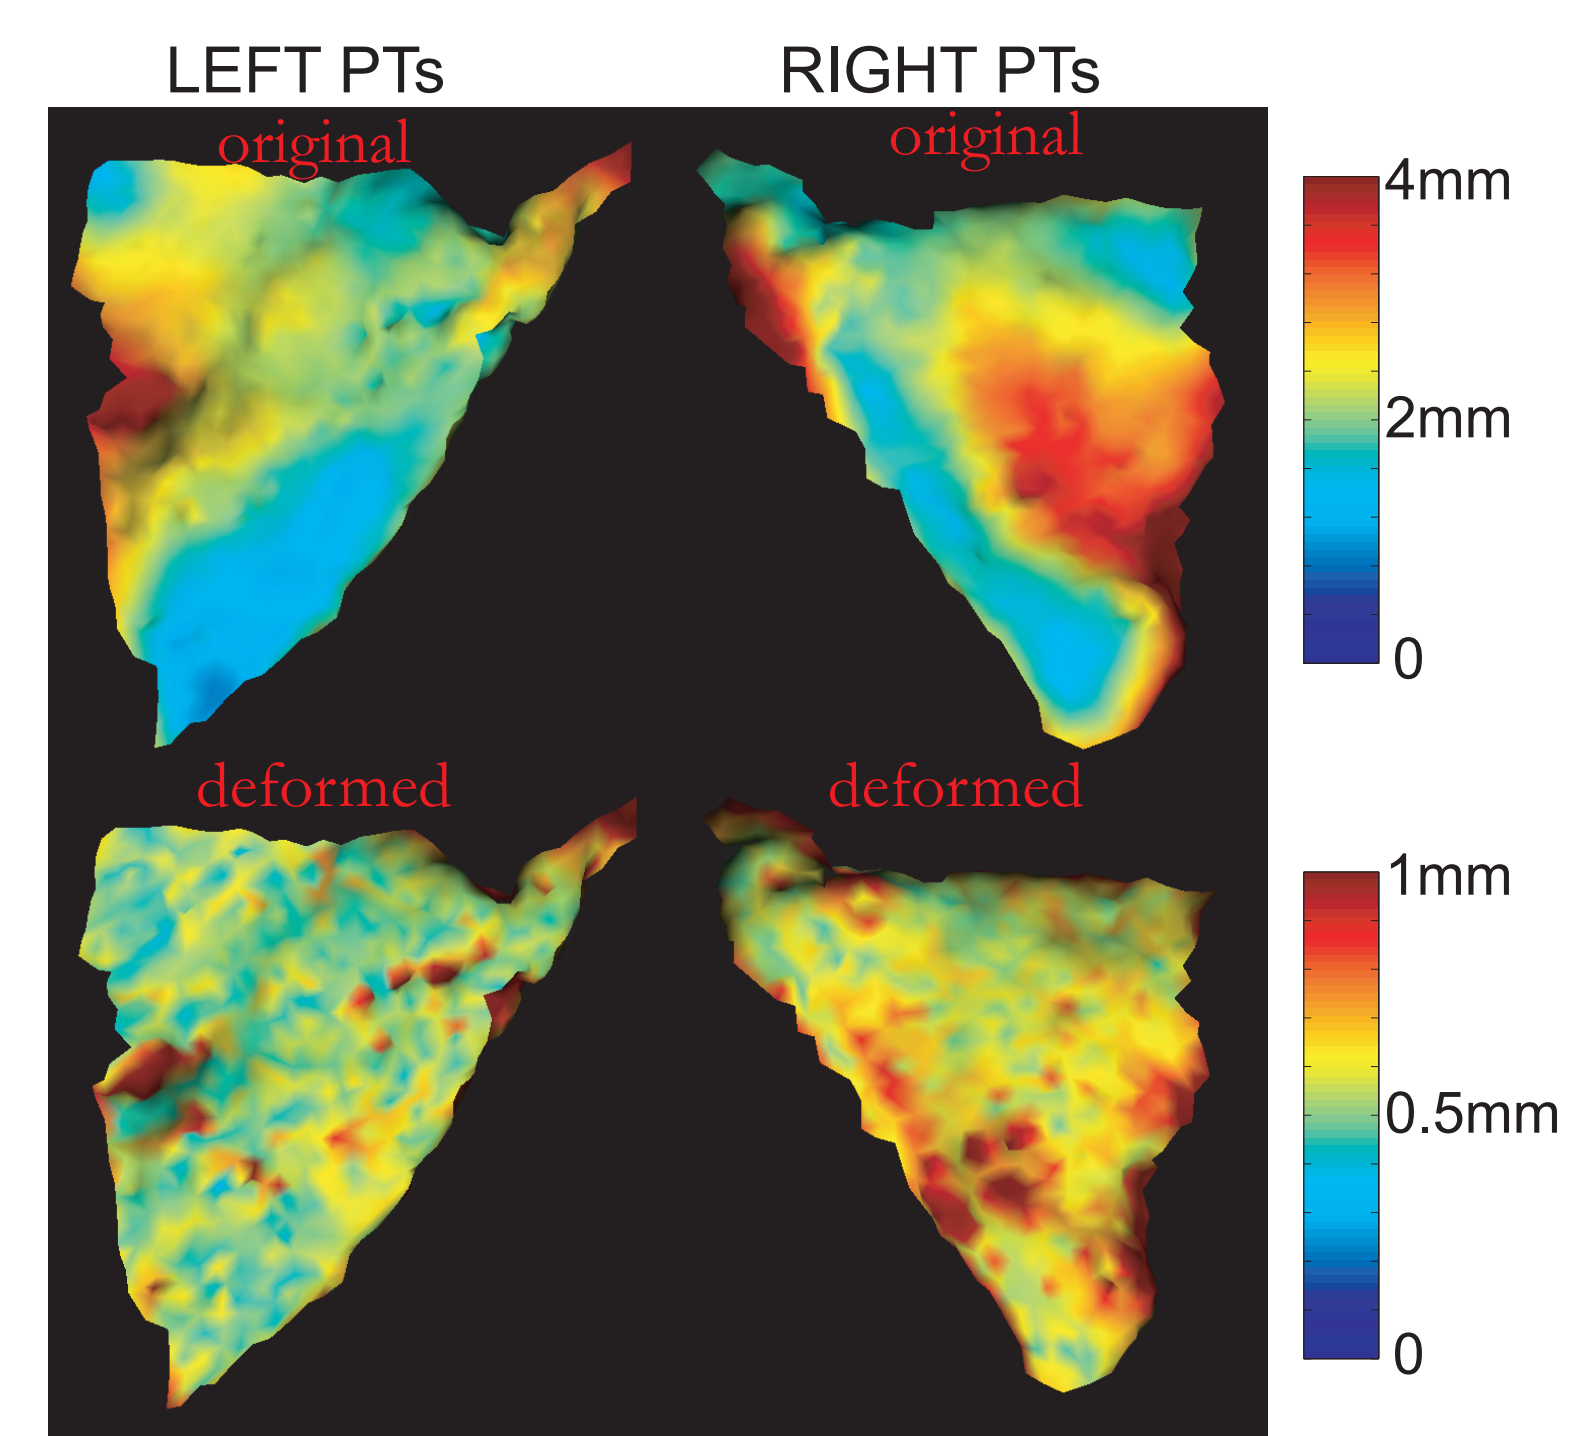 LEFT PTs
RIGHT PTs
original
original
4mm
2mm
0
deformed
deformed
1mm
0.5mm
0